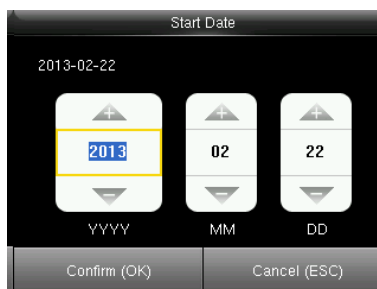 Start Date
2013-02-22
2013 02 22
YYYY MM DD
Confirm (OK) Cancel (ESC)